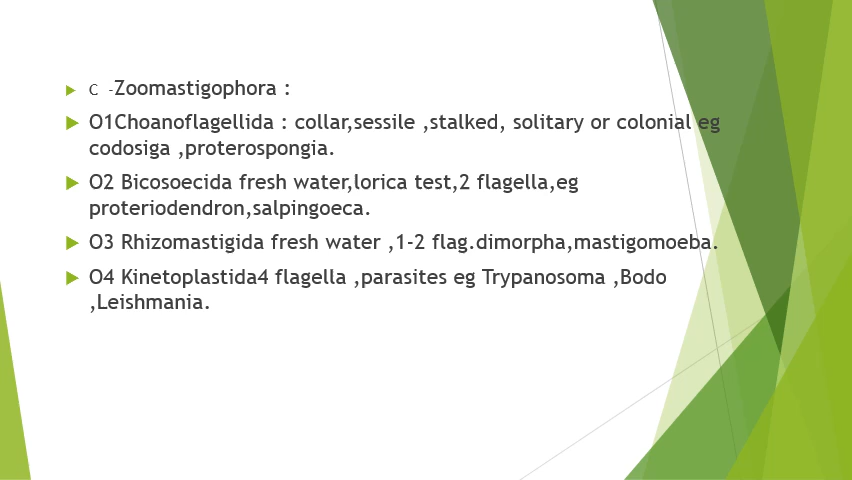 C -Zoomastigophora :
O1Choanoflagellida : collar,sessile ,stalked, solitary or colonial eg
codosiga ,proterospongia.
O2 Bicosoecida fresh water,lorica test,2 flagella,eg
proteriodendron,salpingoeca.
O3 Rhizomastigida fresh water ,1-2 flag.dimorpha,mastigomoeba.
O4 Kinetoplastida4 flagella ,parasites eg Trypanosoma ,Bodo
,Leishmania.